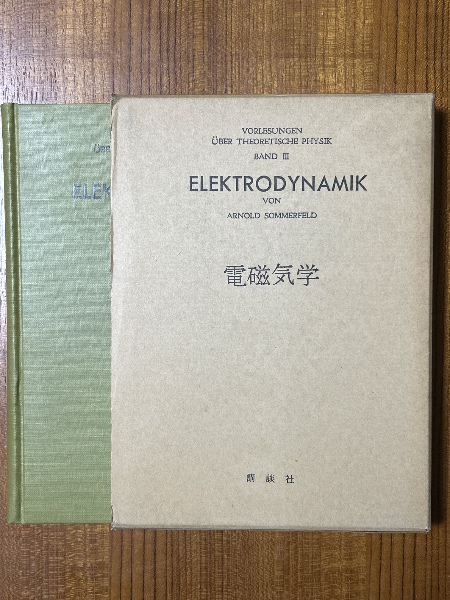 VORLESUNGEN
ÜBER THEORETISCHE PHYSIK
BAND III
ELEKTRODYNAMIK
VON
ARNOLD SOMMERFELD
電磁気学
講談社